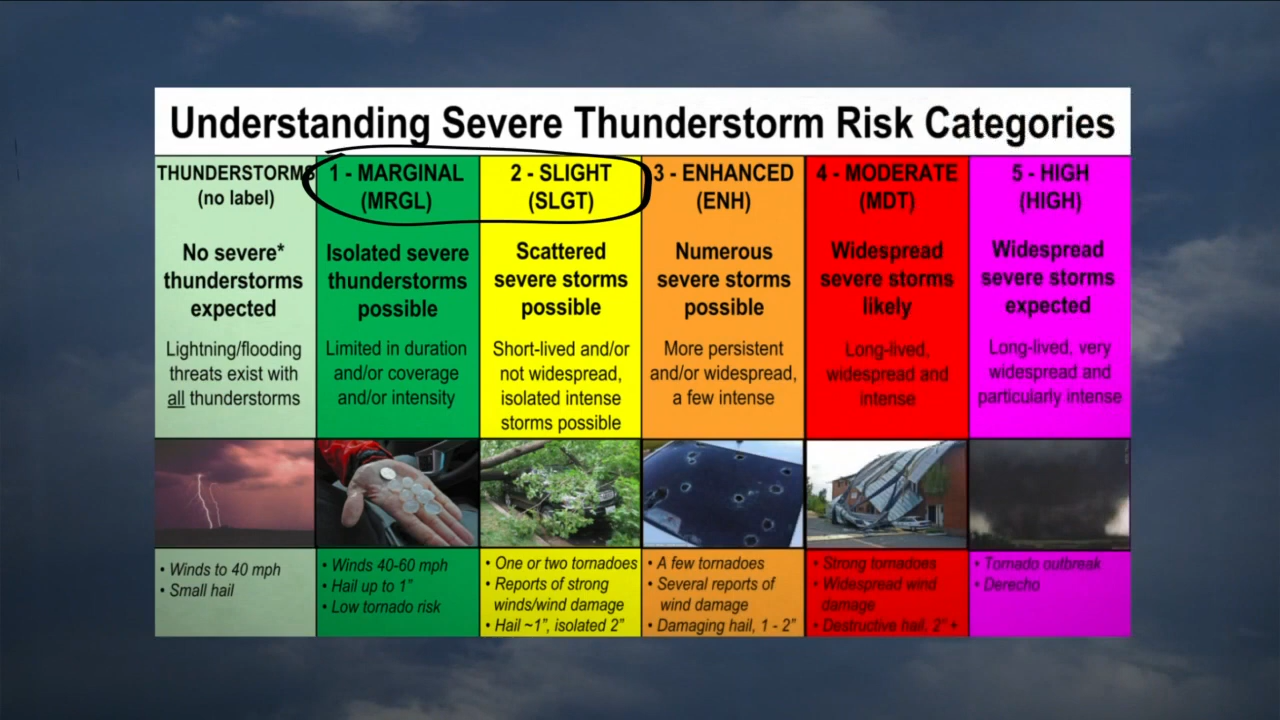 Understanding Severe Thunderstorm Risk Categories
THUNDERSTORMS
(no label)
No severe*
thunderstorms
expected
Lightning/flooding
threats exist with
all thunderstorms
• Winds to 40 mph
• Small hail
1 - MARGINAL
(MRGL)
Isolated severe
thunderstorms
possible
Limited in duration
and/or coverage
and/or intensity
• Winds 40-60 mph
• Hail up to 1”
• Low tornado risk
2 - SLIGHT
(SLGT)
Scattered
severe storms
possible
Short-lived and/or
not widespread,
isolated intense
storms possible
• One or two tornadoes
• Reports of strong
winds/wind damage
• Hail ~1”, isolated 2”
3 - ENHANCED
(ENH)
Numerous
severe storms
possible
More persistent
and/or widespread,
a few intense
• A few tornadoes
• Several reports of
wind damage
• Damaging hail, 1 - 2”
4 - MODERATE
(MDT)
Widespread
severe storms
likely
Long-lived,
widespread and
intense
• Strong tornadoes
• Widespread wind
damage
• Destructive hail, 2” +
5 - HIGH
(HIGH)
Widespread
severe storms
expected
Long-lived, very
widespread and
particularly intense
• Tornado outbreak
• Derecho